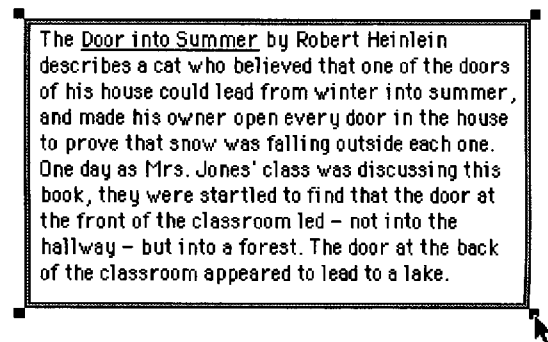 The Door into Summer by Robert Heinlein
describes a cat who believed that one of the doors
of his house could lead from winter into summer,
and made his owner open every door in the house
to prove that snow was falling outside each one.
One day as Mrs. Jones' class was discussing this
book, they were startled to find that the door at
the front of the classroom led – not into the
hallway – but into a forest. The door at the back
of the classroom appeared to lead to a lake.